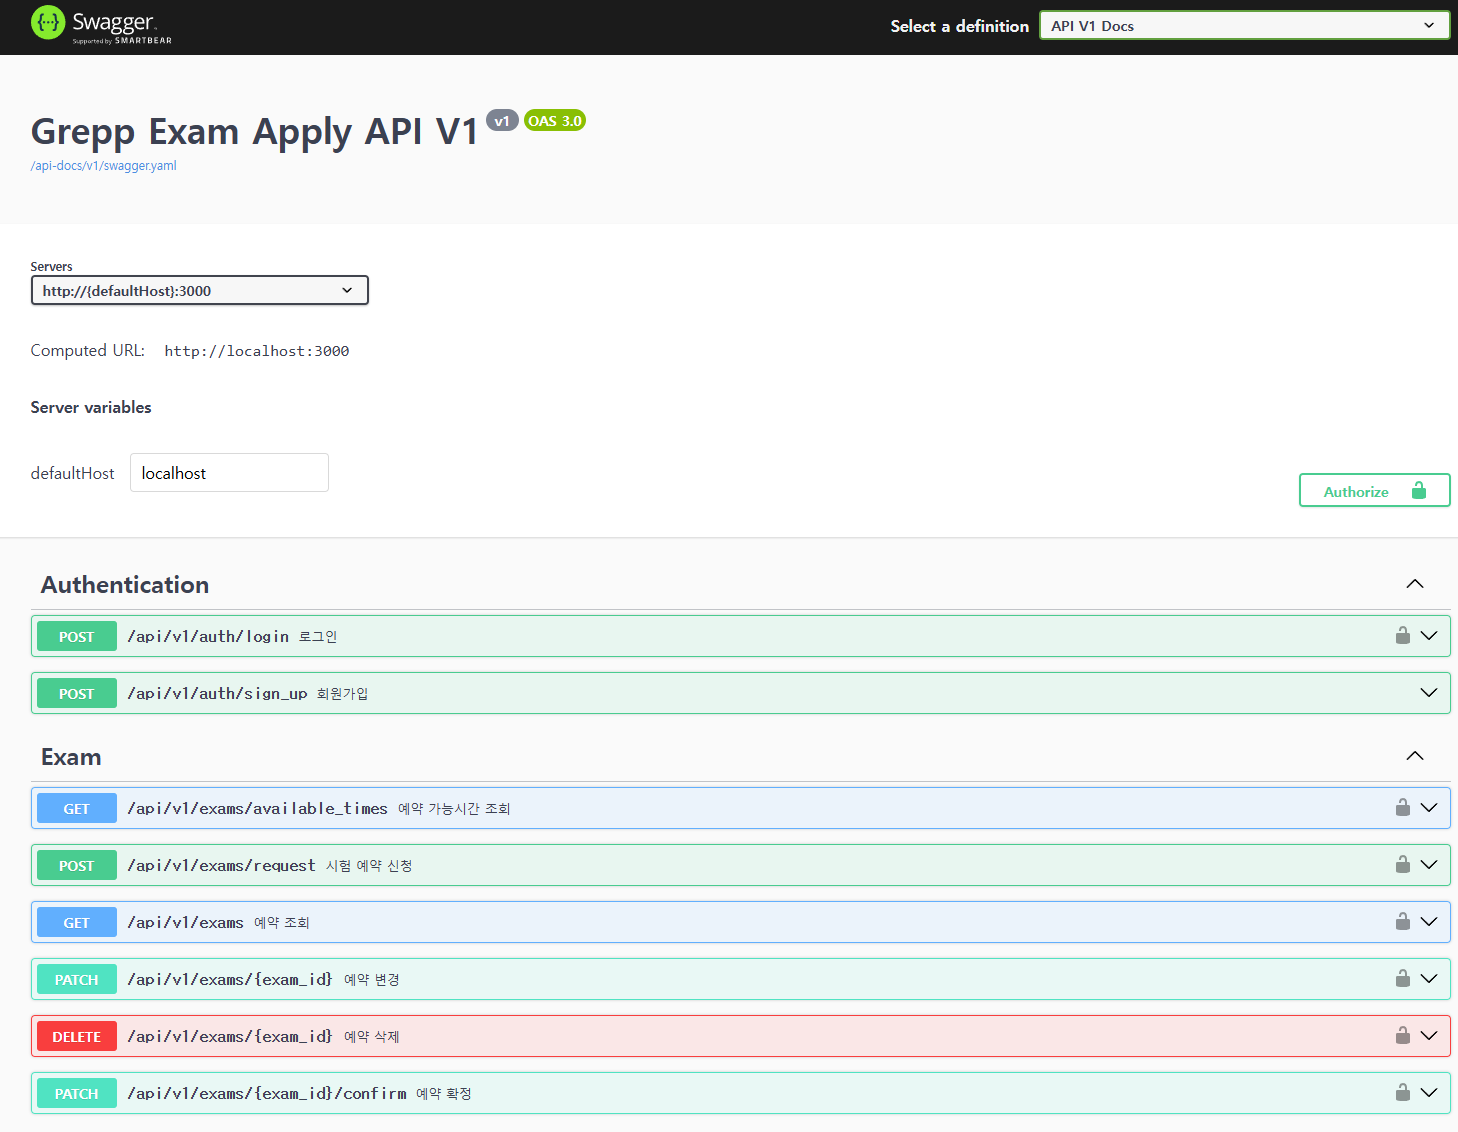 Swagger.
Supported by SMARTBEAR
Select a definition
API V1 Docs
Grepp Exam Apply API V1 v1 OAS 3.0
/api-docs/v1/swagger.yaml
Servers
http://{defaultHost}:3000
Computed URL: http://localhost:3000
Server variables
defaultHost localhost
Authorize
Authentication
POST /api/v1/auth/login 로그인
POST /api/v1/auth/sign_up 회원가입
Exam
GET /api/v1/exams/available_times 예약 가능시간 조회
POST /api/v1/exams/request 시험 예약 신청
GET /api/v1/exams 예약 조회
PATCH /api/v1/exams/{exam_id} 예약 변경
DELETE /api/v1/exams/{exam_id} 예약 삭제
PATCH /api/v1/exams/{exam_id}/confirm 예약 확정